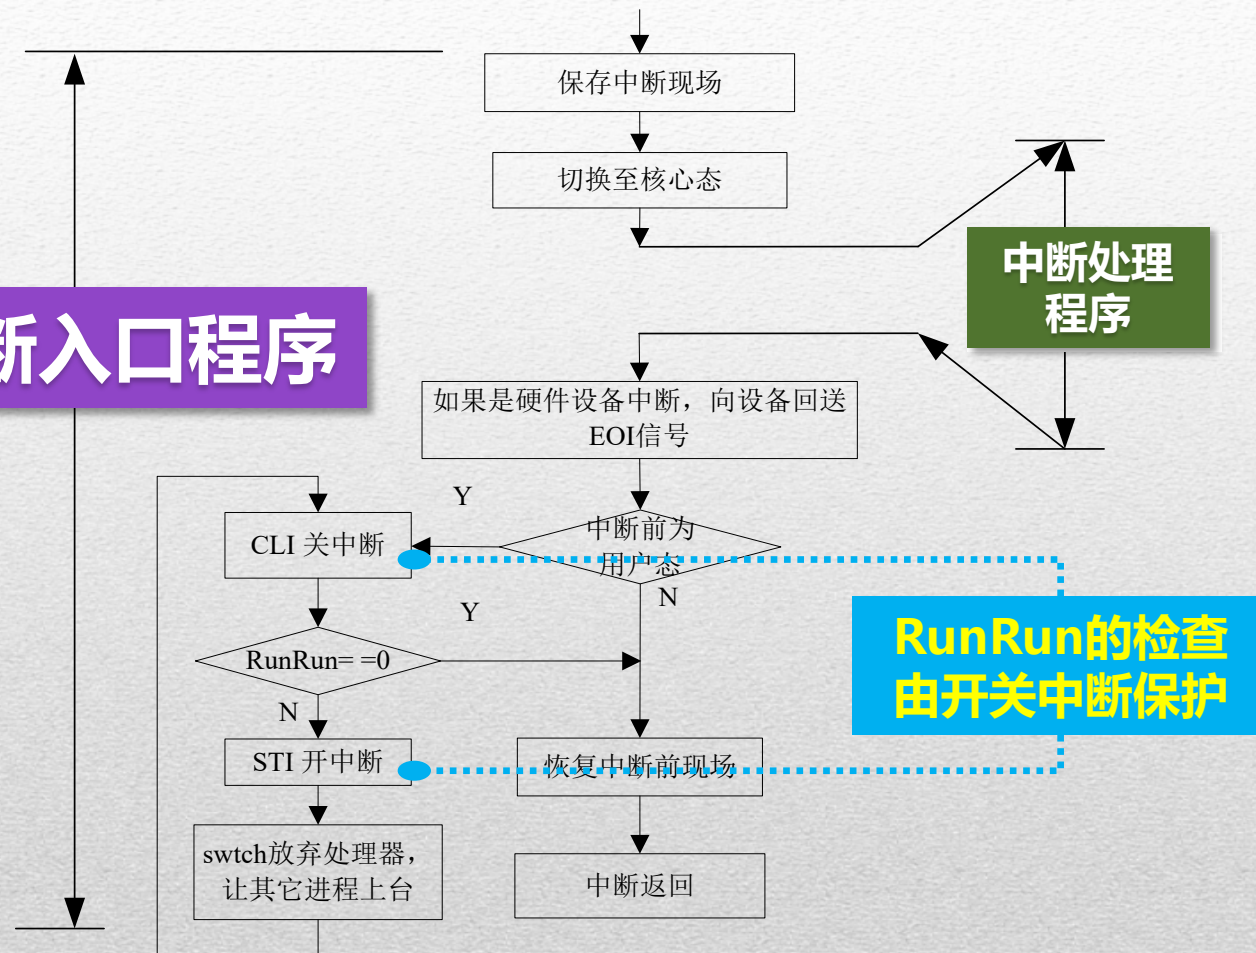 保存中断现场
切换至核心态
中断处理
程序
断入口程序
如果是硬件设备中断，向设备回送
EOI信号
Y
中断前为
用户态
CLI 关中断
N
Y
RunRun= =0
RunRun的检查
由开关中断保护
N
STI 开中断
恢复中断前现场
swtch放弃处理器，
让其它进程上台
中断返回